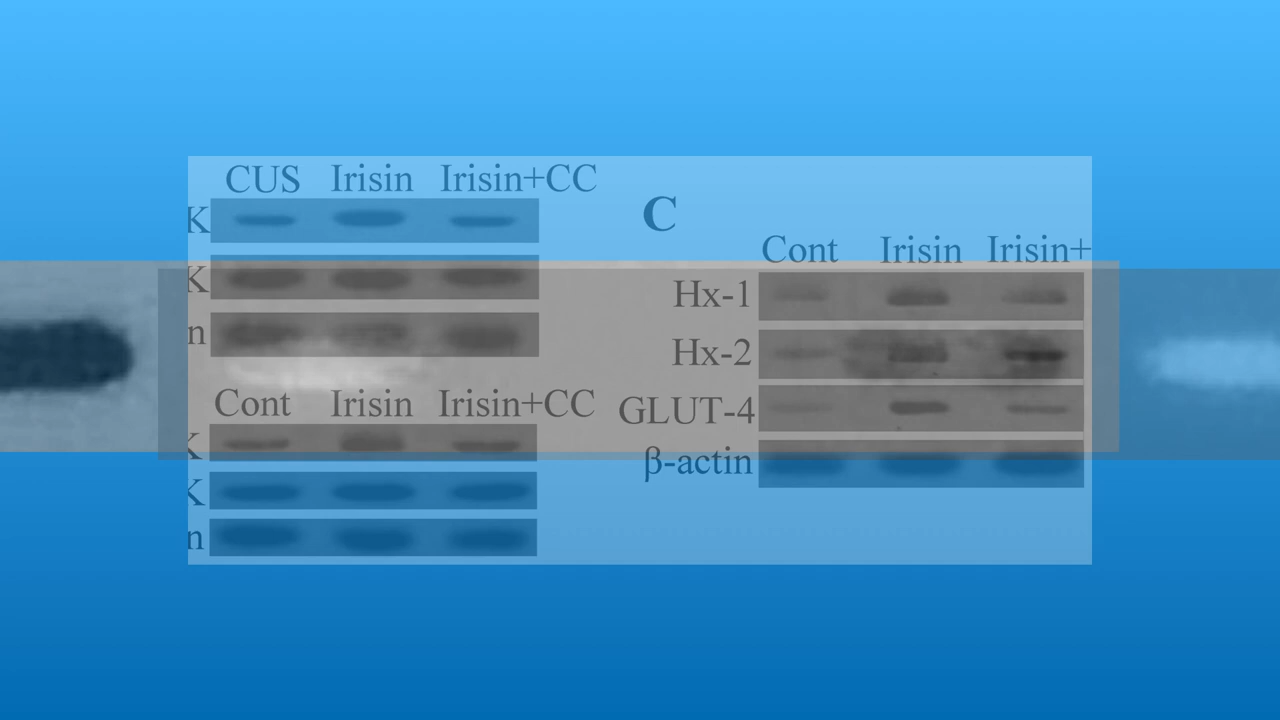 CUS Irisin Irisin+CC
K
K
n
Cont Irisin Irisin+CC
K
K
n
C
Cont Irisin Irisin+
Hx-1
Hx-2
GLUT-4
β-actin